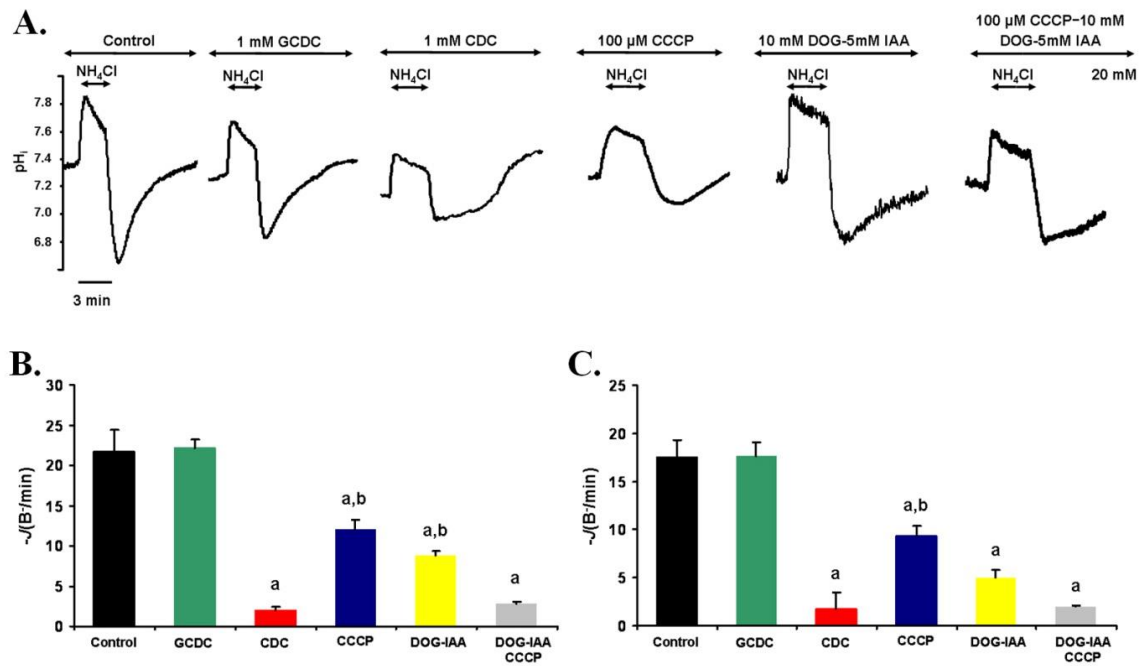 A.
Control
1 mM GCDC
1 mM CDC
100 µM CCCP
10 mM DOG-5mM IAA
100 µM CCCP−10 mM
DOG-5mM IAA
NH₄Cl
NH₄Cl
NH₄Cl
NH₄Cl
NH₄Cl
NH₄Cl
20 mM
pHᵢ
7.8
7.6
7.4
7.2
7.0
6.8
3 min
B.
-J(B⁻/min)
30
25
20
15
10
5
0
a
a,b
a,b
a
Control
GCDC
CDC
CCCP
DOG-IAA
DOG-IAA
CCCP
C.
-J(B⁻/min)
25
20
15
10
5
0
a
a,b
a
a
Control
GCDC
CDC
CCCP
DOG-IAA
DOG-IAA
CCCP